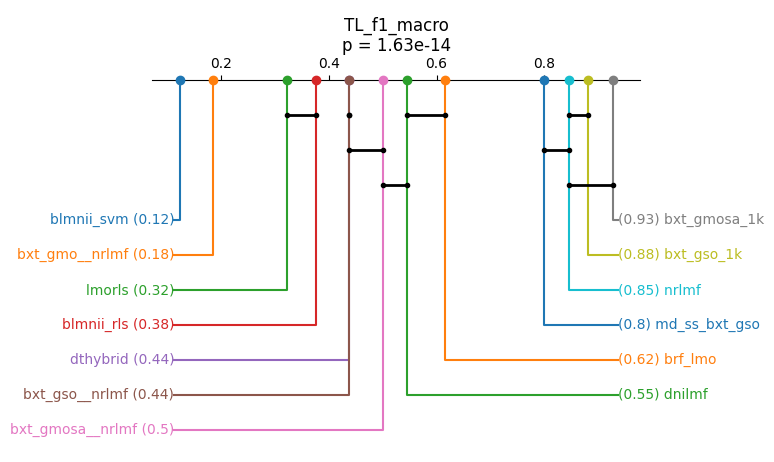 TL_f1_macro
p = 1.63e-14
0.2 0.4 0.6 0.8
blmnii_svm (0.12)
(0.93) bxt_gmosa_1k
bxt_gmo__nrlmf (0.18)
(0.88) bxt_gso_1k
lmorls (0.32)
(0.85) nrlmf
blmnii_rls (0.38)
(0.8) md_ss_bxt_gso
dthybrid (0.44)
(0.62) brf_lmo
bxt_gso__nrlmf (0.44)
(0.55) dnilmf
bxt_gmosa__nrlmf (0.5)